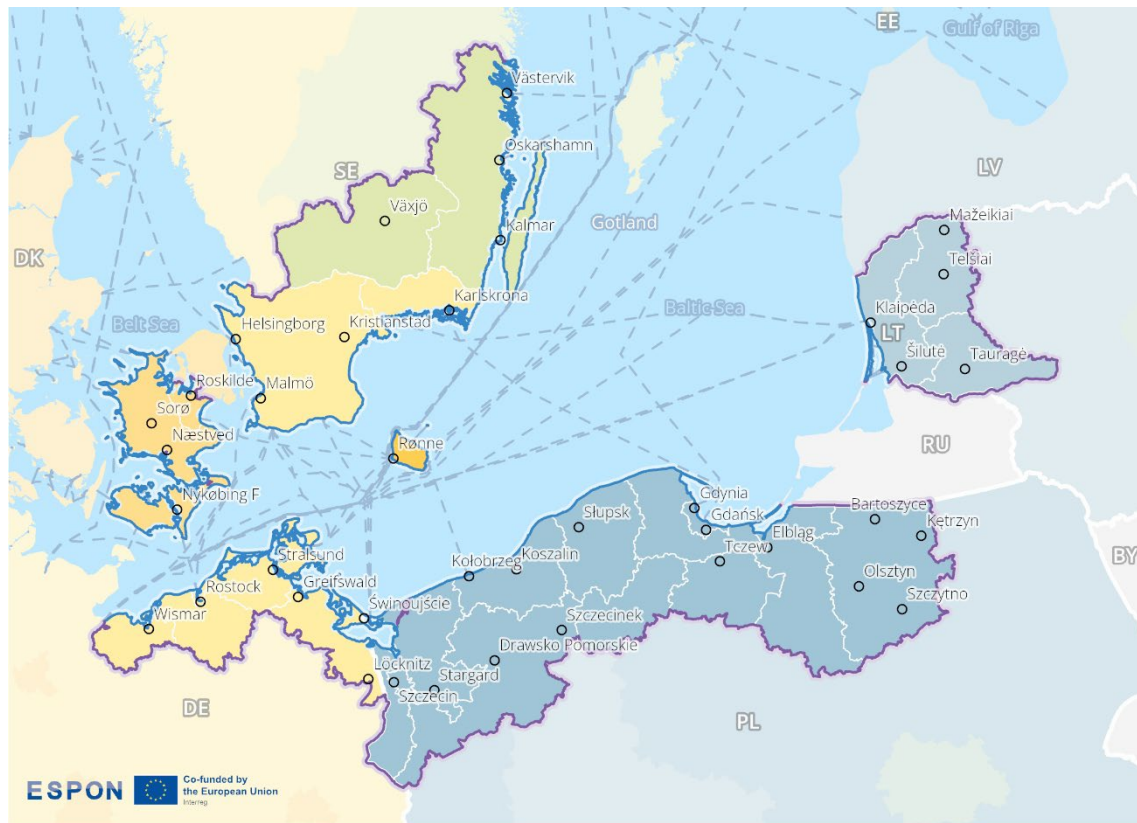 EE
Gulf of Riga
Västervik
Oskarshamn
SE
LV
Växjö
Gotland
Mažeikiai
Kalmar
DK
Telšiai
Karlskrona
Baltic Sea
Klaipėda
Belt Sea
Helsingborg
Kristianstad
LT
Šilutė
Tauragė
Roskilde
Malmö
Sorø
Næstved
Rønne
RU
Nykøbing F
Gdynia
Bartoszyce
Słupsk
Gdańsk
Kętrzyn
Elbląg
Stralsund
Koszalin
Tczew
BY
Kołobrzeg
Rostock
Greifswald
Olsztyn
Wismar
Świnoujście
Szczytno
Szczecinek
Drawsko Pomorskie
Löcknitz
Stargard
Szczecin
DE
PL
ESPON
Co-funded by
the European Union
Interreg